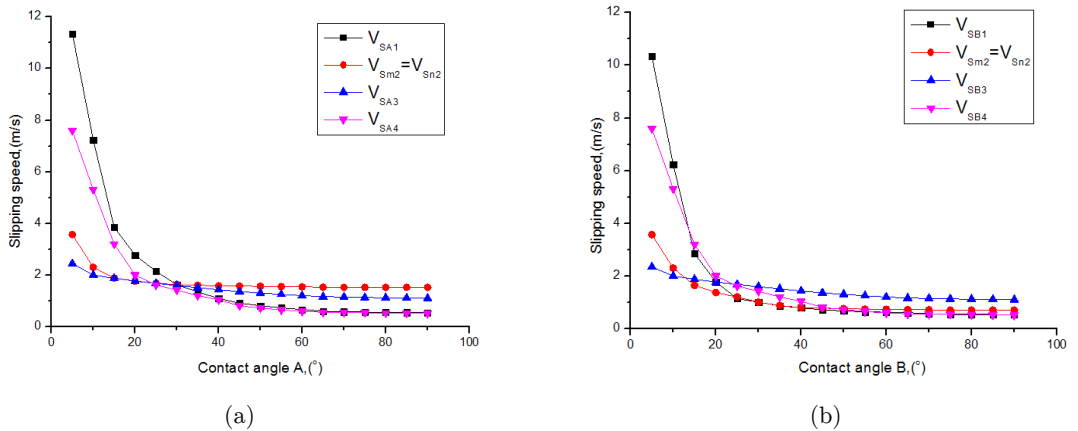 12
10
8
6
4
2
0
Slipping speed,(m/s)
V_SA1
V_Sm2=V_Sn2
V_SA3
V_SA4
0 20 40 60 80 100
Contact angle A,(°)
(a)
12
10
8
6
4
2
0
Slipping speed,(m/s)
V_SB1
V_Sm2=V_Sn2
V_SB3
V_SB4
0 20 40 60 80 100
Contact angle B,(°)
(b)